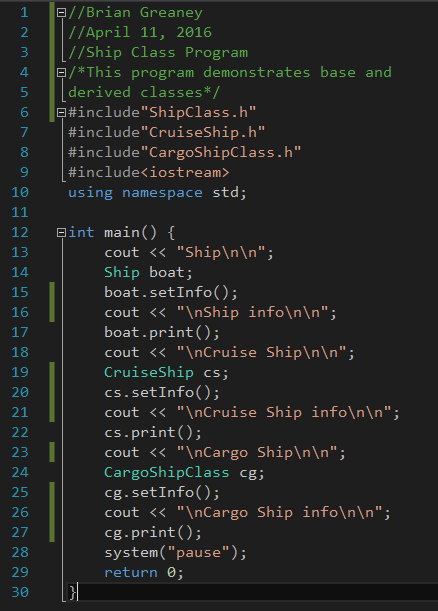 1 //Brian Greaney
2 //April 11, 2016
3 //Ship Class Program
4 /*This program demonstrates base and
5 derived classes*/
6 #include"ShipClass.h"
7 #include"CruiseShip.h"
8 #include"CargoShipClass.h"
9 #include<iostream>
10 using namespace std;
11
12 int main() {
13 cout << "Ship\n\n";
14 Ship boat;
15 boat.setInfo();
16 cout << "\nShip info\n\n";
17 boat.print();
18 cout << "\nCruise Ship\n\n";
19 CruiseShip cs;
20 cs.setInfo();
21 cout << "\nCruise Ship info\n\n";
22 cs.print();
23 cout << "\nCargo Ship\n\n";
24 CargoShipClass cg;
25 cg.setInfo();
26 cout << "\nCargo Ship info\n\n";
27 cg.print();
28 system("pause");
29 return 0;
30 }